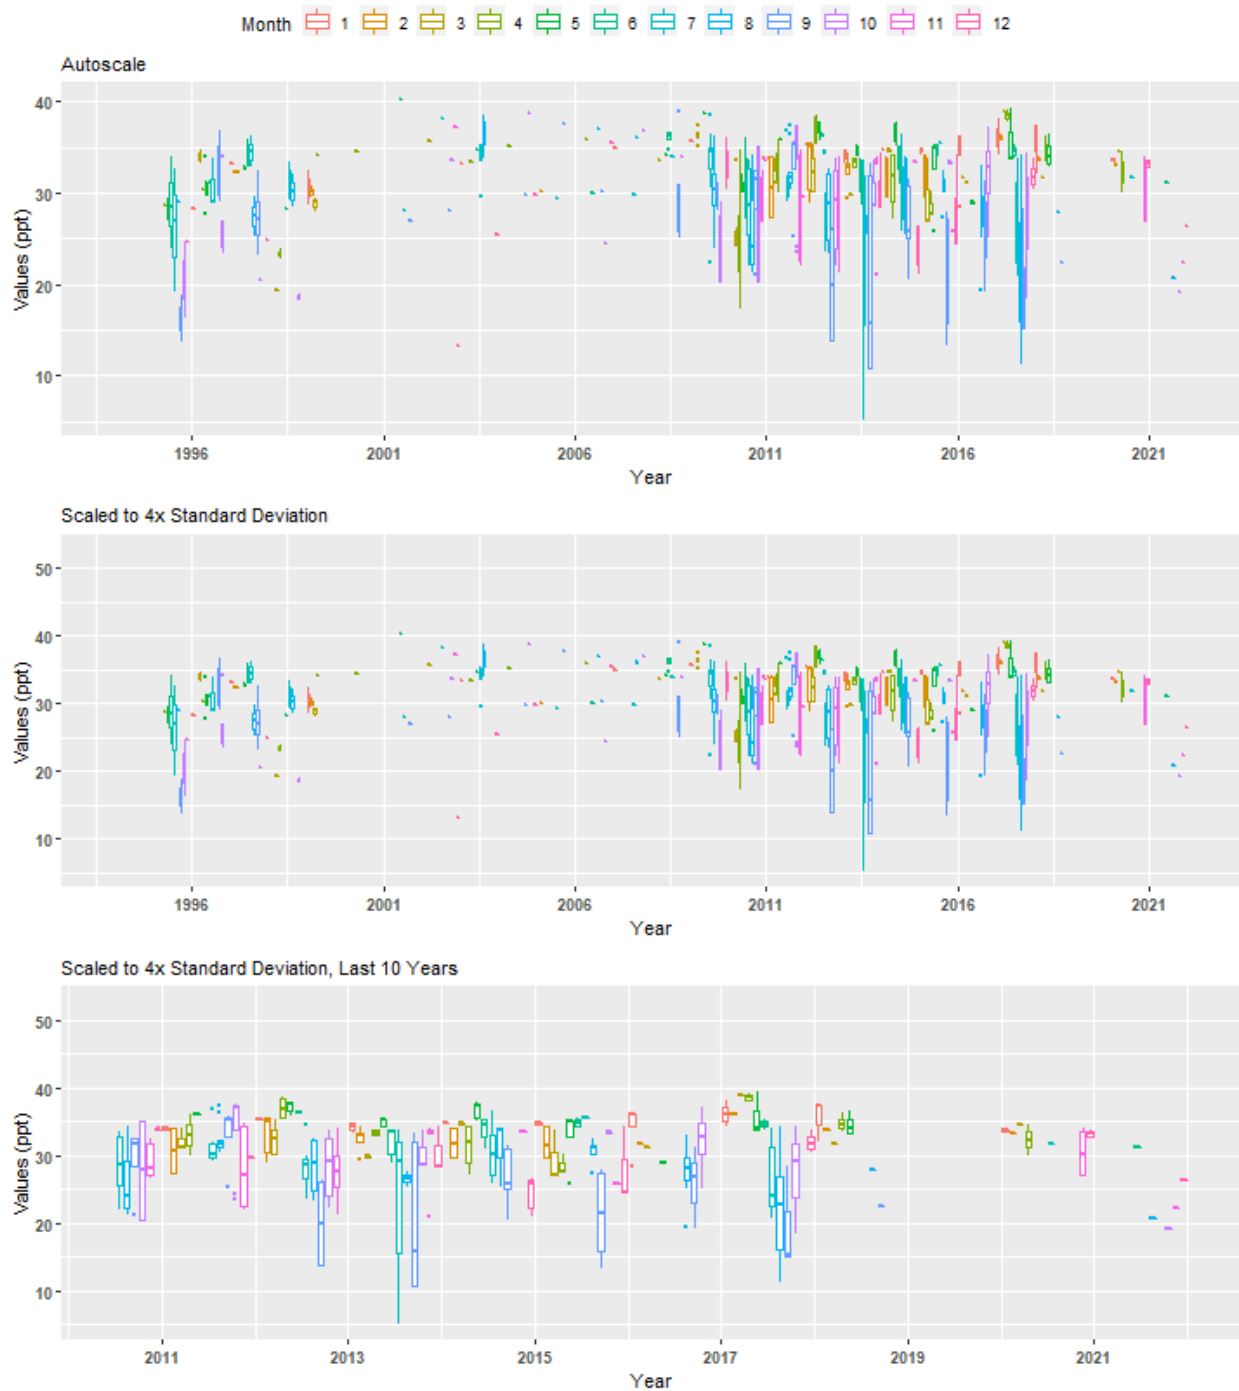 Month 1 2 3 4 5 6 7 8 9 10 11 12
Autoscale
40
30
20
10
Values (ppt)
1996 2001 2006 2011 2016 2021
Year
Scaled to 4x Standard Deviation
50
40
30
20
10
Values (ppt)
1996 2001 2006 2011 2016 2021
Year
Scaled to 4x Standard Deviation, Last 10 Years
50
40
30
20
10
Values (ppt)
2011 2013 2015 2017 2019 2021
Year